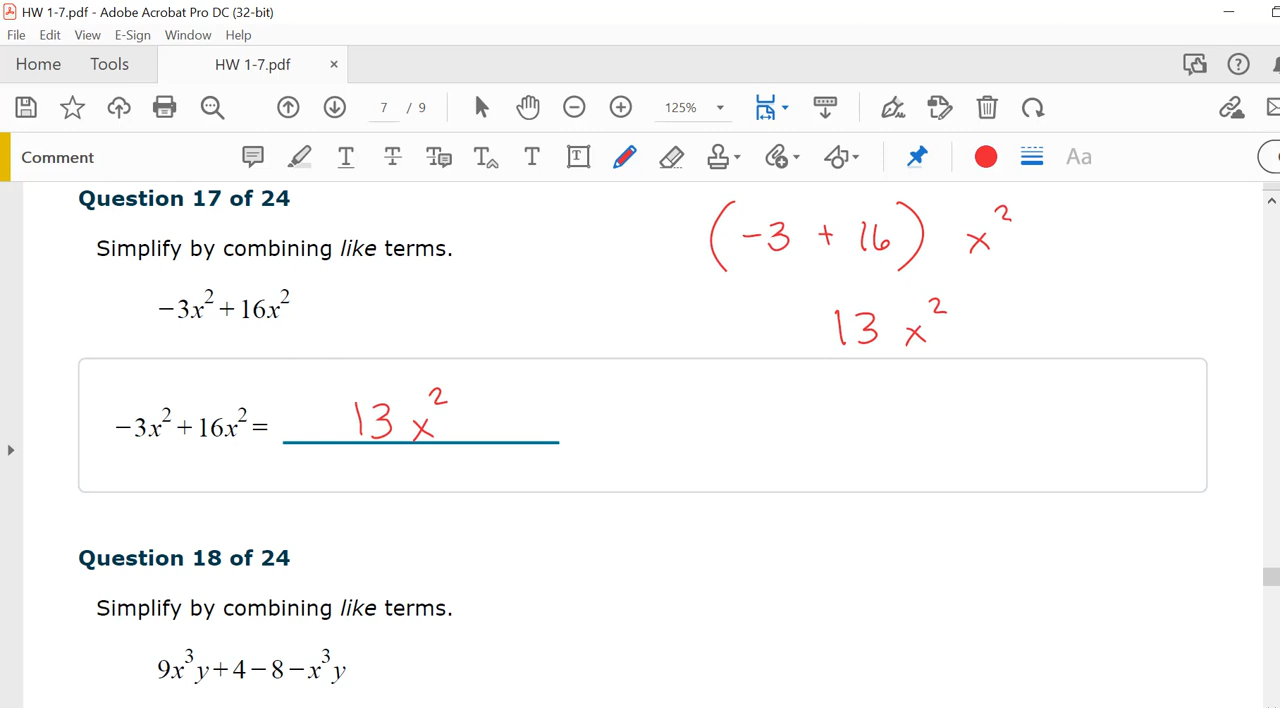 HW 1-7.pdf - Adobe Acrobat Pro DC (32-bit)
File Edit View E-Sign Window Help
Home Tools HW 1-7.pdf ×
7 / 9 125%
Comment T T T T T T Aa
Question 17 of 24
(-3 + 16) x²
Simplify by combining like terms.
−3x² + 16x²
13 x²
−3x² + 16x² = 13 x²
Question 18 of 24
Simplify by combining like terms.
9x³y + 4 − 8 − x³y